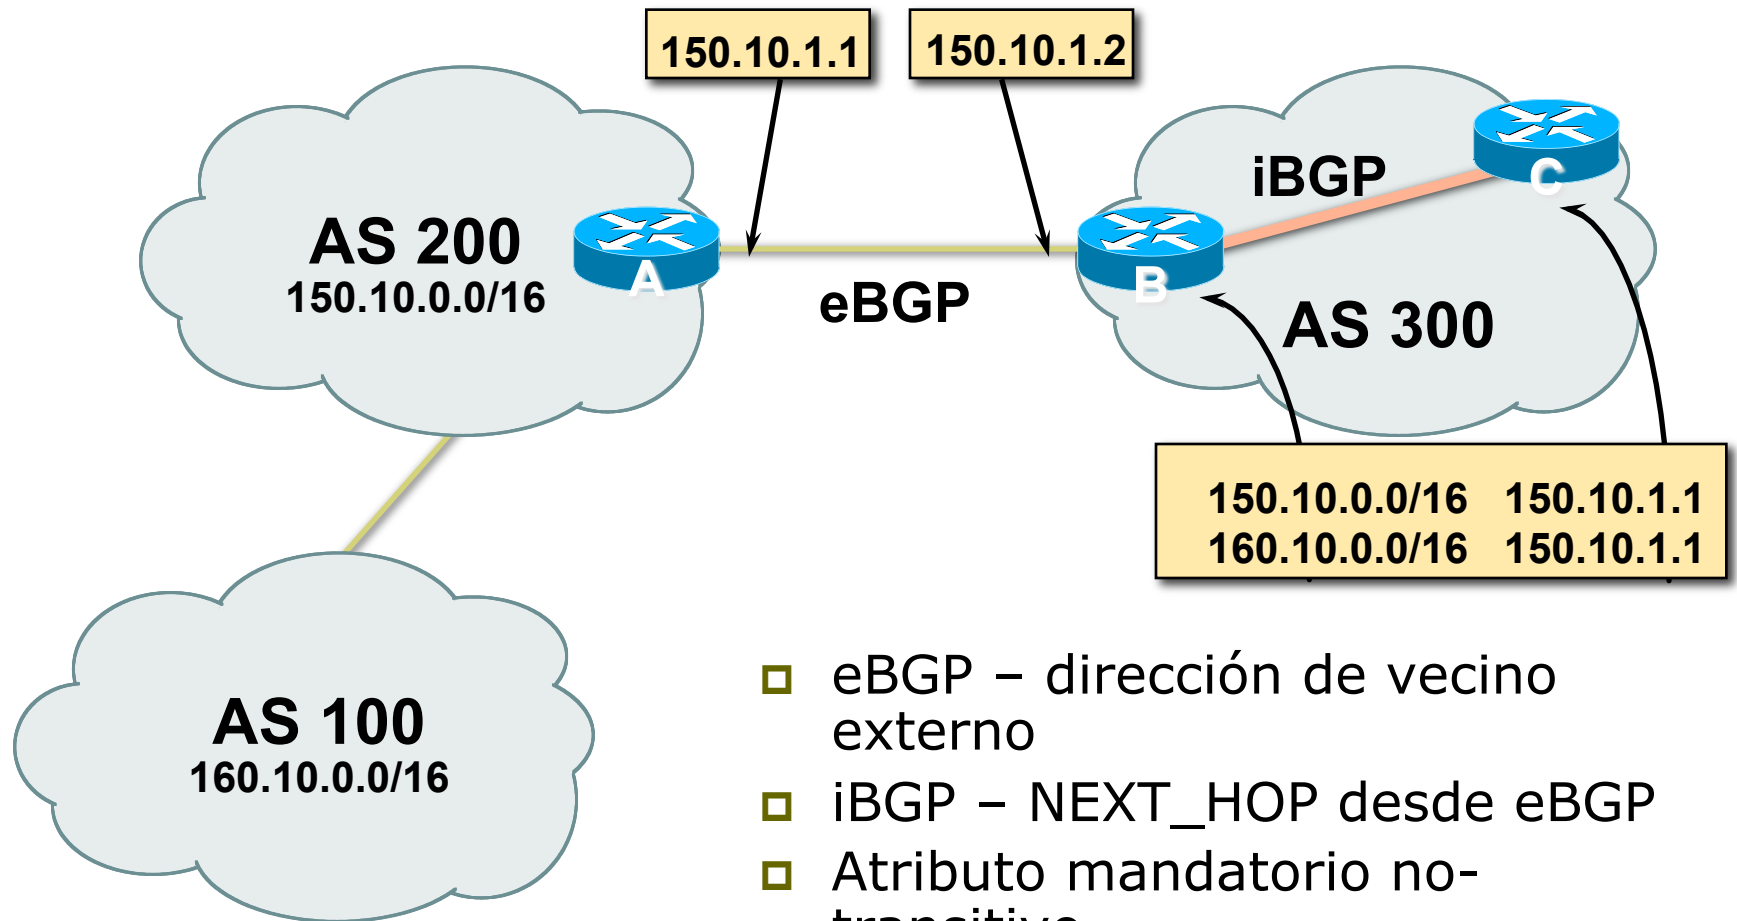 150.10.1.1
150.10.1.2
iBGP
C
AS 200
150.10.0.0/16
A
B
eBGP
AS 300
150.10.0.0/16 150.10.1.1
160.10.0.0/16 150.10.1.1
AS 100
160.10.0.0/16
eBGP – dirección de vecino
externo
iBGP – NEXT_HOP desde eBGP
Atributo mandatorio no-
transitivo